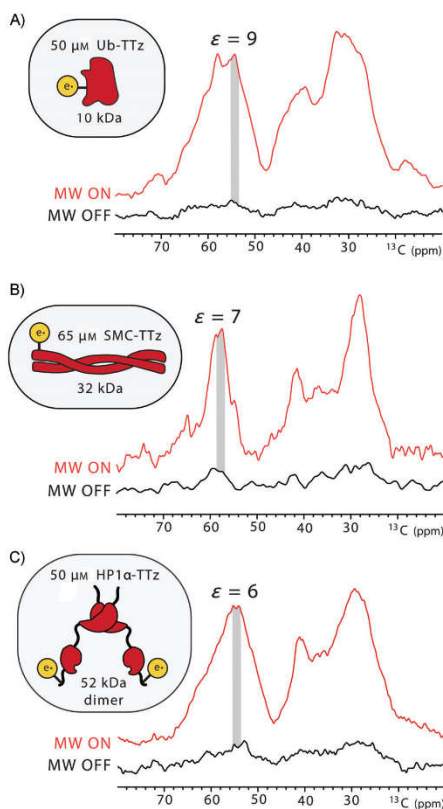 A)
50 μM Ub-TTz
e•
10 kDa
ε = 9
MW ON
MW OFF
70 60 50 40 30
¹³C (ppm)
B)
65 μM SMC-TTz
e•
32 kDa
ε = 7
MW ON
MW OFF
70 60 50 40 30
¹³C (ppm)
C)
50 μM HP1α-TTz
e• e•
52 kDa
dimer
ε = 6
MW ON
MW OFF
70 60 50 40 30
¹³C (ppm)